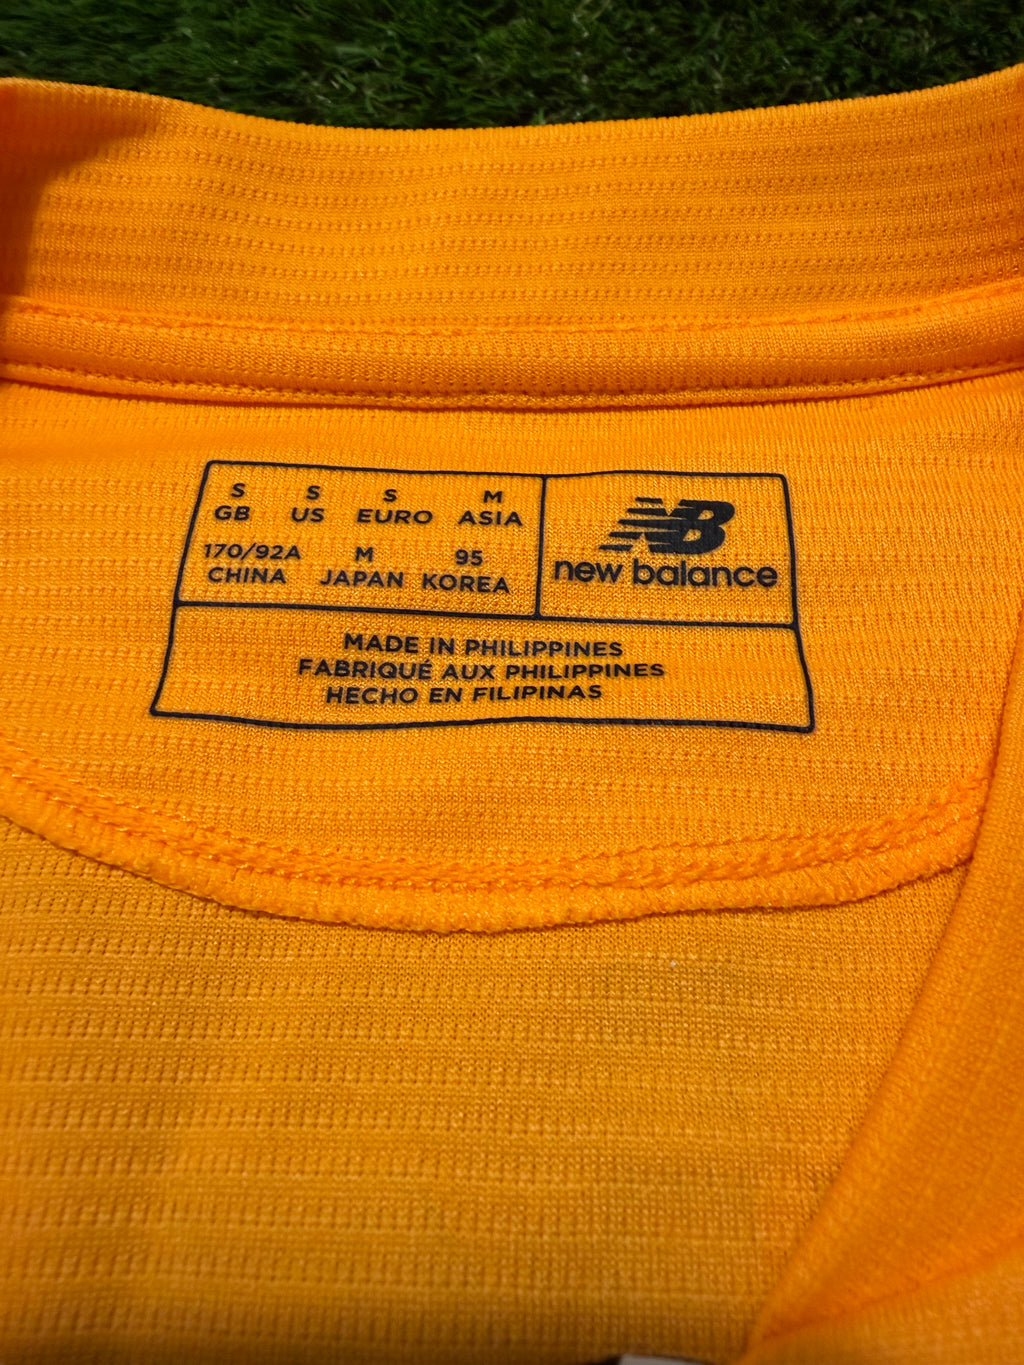 S S S M
GB US EURO ASIA
170/92A M 95
CHINA JAPAN KOREA
NB
new balance
MADE IN PHILIPPINES
FABRIQUÉ AUX PHILIPPINES
HECHO EN FILIPINAS